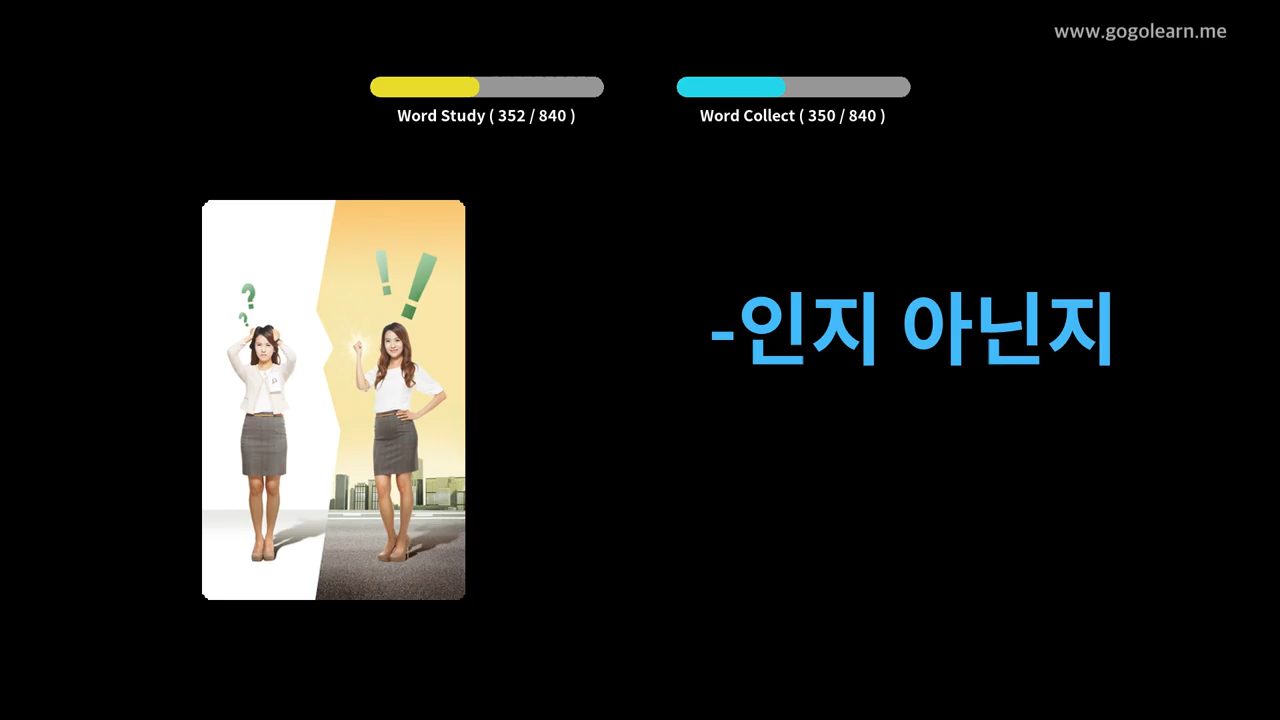 www.gogolearn.me
Word Study ( 352 / 840 )
Word Collect ( 350 / 840 )
? ?
! !
-인지 아닌지